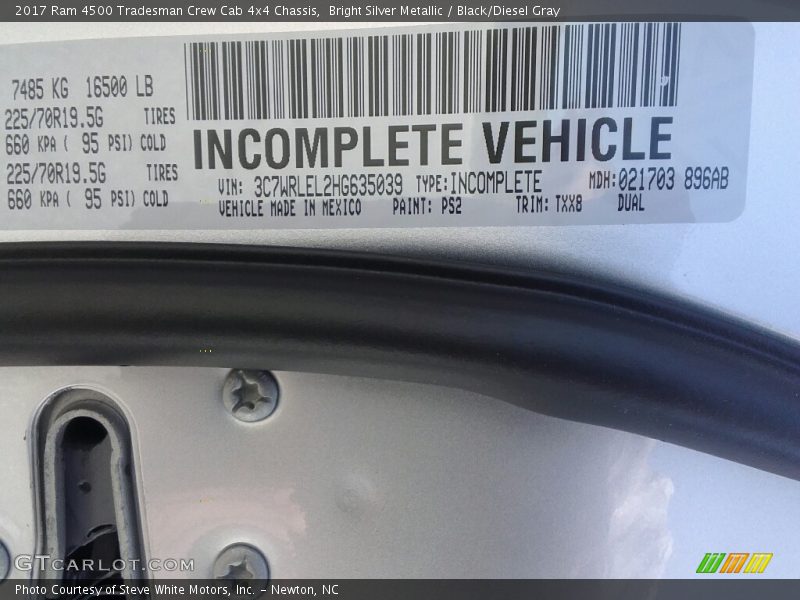 2017 Ram 4500 Tradesman Crew Cab 4x4 Chassis, Bright Silver Metallic / Black/Diesel Gray
7485 KG 16500 LB
225/70R19.5G TIRES
660 KPA ( 95 PSI) COLD
225/70R19.5G TIRES
660 KPA ( 95 PSI) COLD
INCOMPLETE VEHICLE
VIN: 3C7WRLEL2HG635039 TYPE:INCOMPLETE MDH:021703 896AB
VEHICLE MADE IN MEXICO PAINT: PS2 TRIM: TXX8 DUAL
GTCARLOT.COM
Photo Courtesy of Steve White Motors, Inc. – Newton, NC